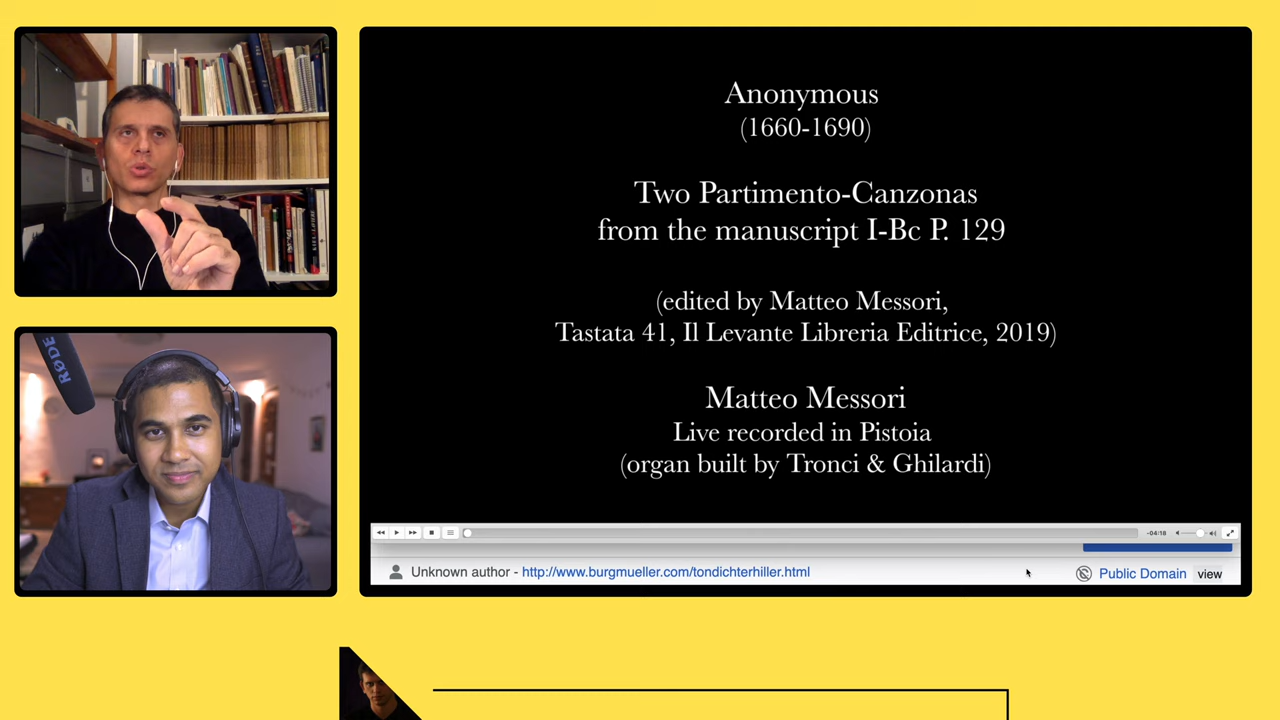 Anonymous
(1660-1690)
Two Partimento-Canzonas
from the manuscript I-Bc P. 129
(edited by Matteo Messori,
Tastata 41, Il Levante Libreria Editrice, 2019)
Matteo Messori
Live recorded in Pistoia
(organ built by Tronci & Ghilardi)
-04:18
Unknown author - http://www.burgmueller.com/tondichterhiller.html
Public Domain view
RØDE